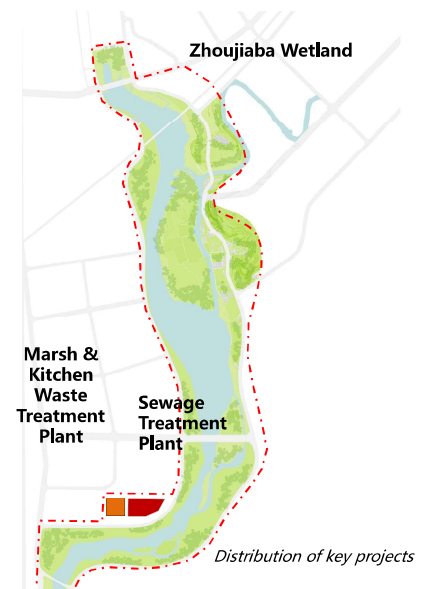 Zhoujiaba Wetland
Marsh &
Kitchen
Waste
Treatment
Plant
Sewage
Treatment
Plant
Distribution of key projects